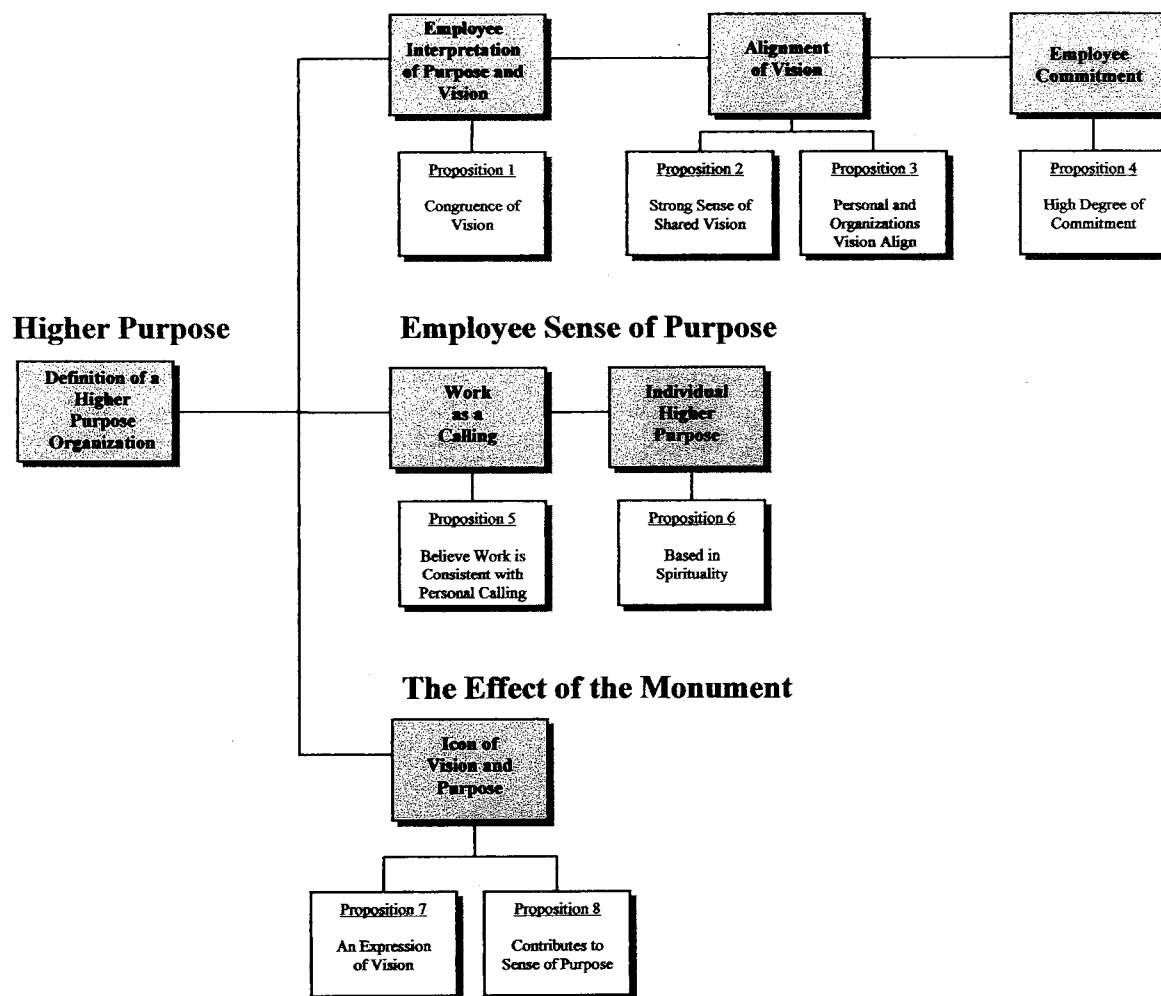 Employee
Interpretation
of Purpose and
Vision
Alignment
of Vision
Employee
Commitment
Proposition 1
Congruence of
Vision
Proposition 2
Strong Sense of
Shared Vision
Proposition 3
Personal and
Organizations
Vision Align
Proposition 4
High Degree of
Commitment
Higher Purpose
Definition of a
Higher
Purpose
Organization
Employee Sense of Purpose
Work
as a
Calling
Individual
Higher
Purpose
Proposition 5
Believe Work is
Consistent with
Personal Calling
Proposition 6
Based in
Spirituality
The Effect of the Monument
Icon of
Vision and
Purpose
Proposition 7
An Expression
of Vision
Proposition 8
Contributes to
Sense of Purpose